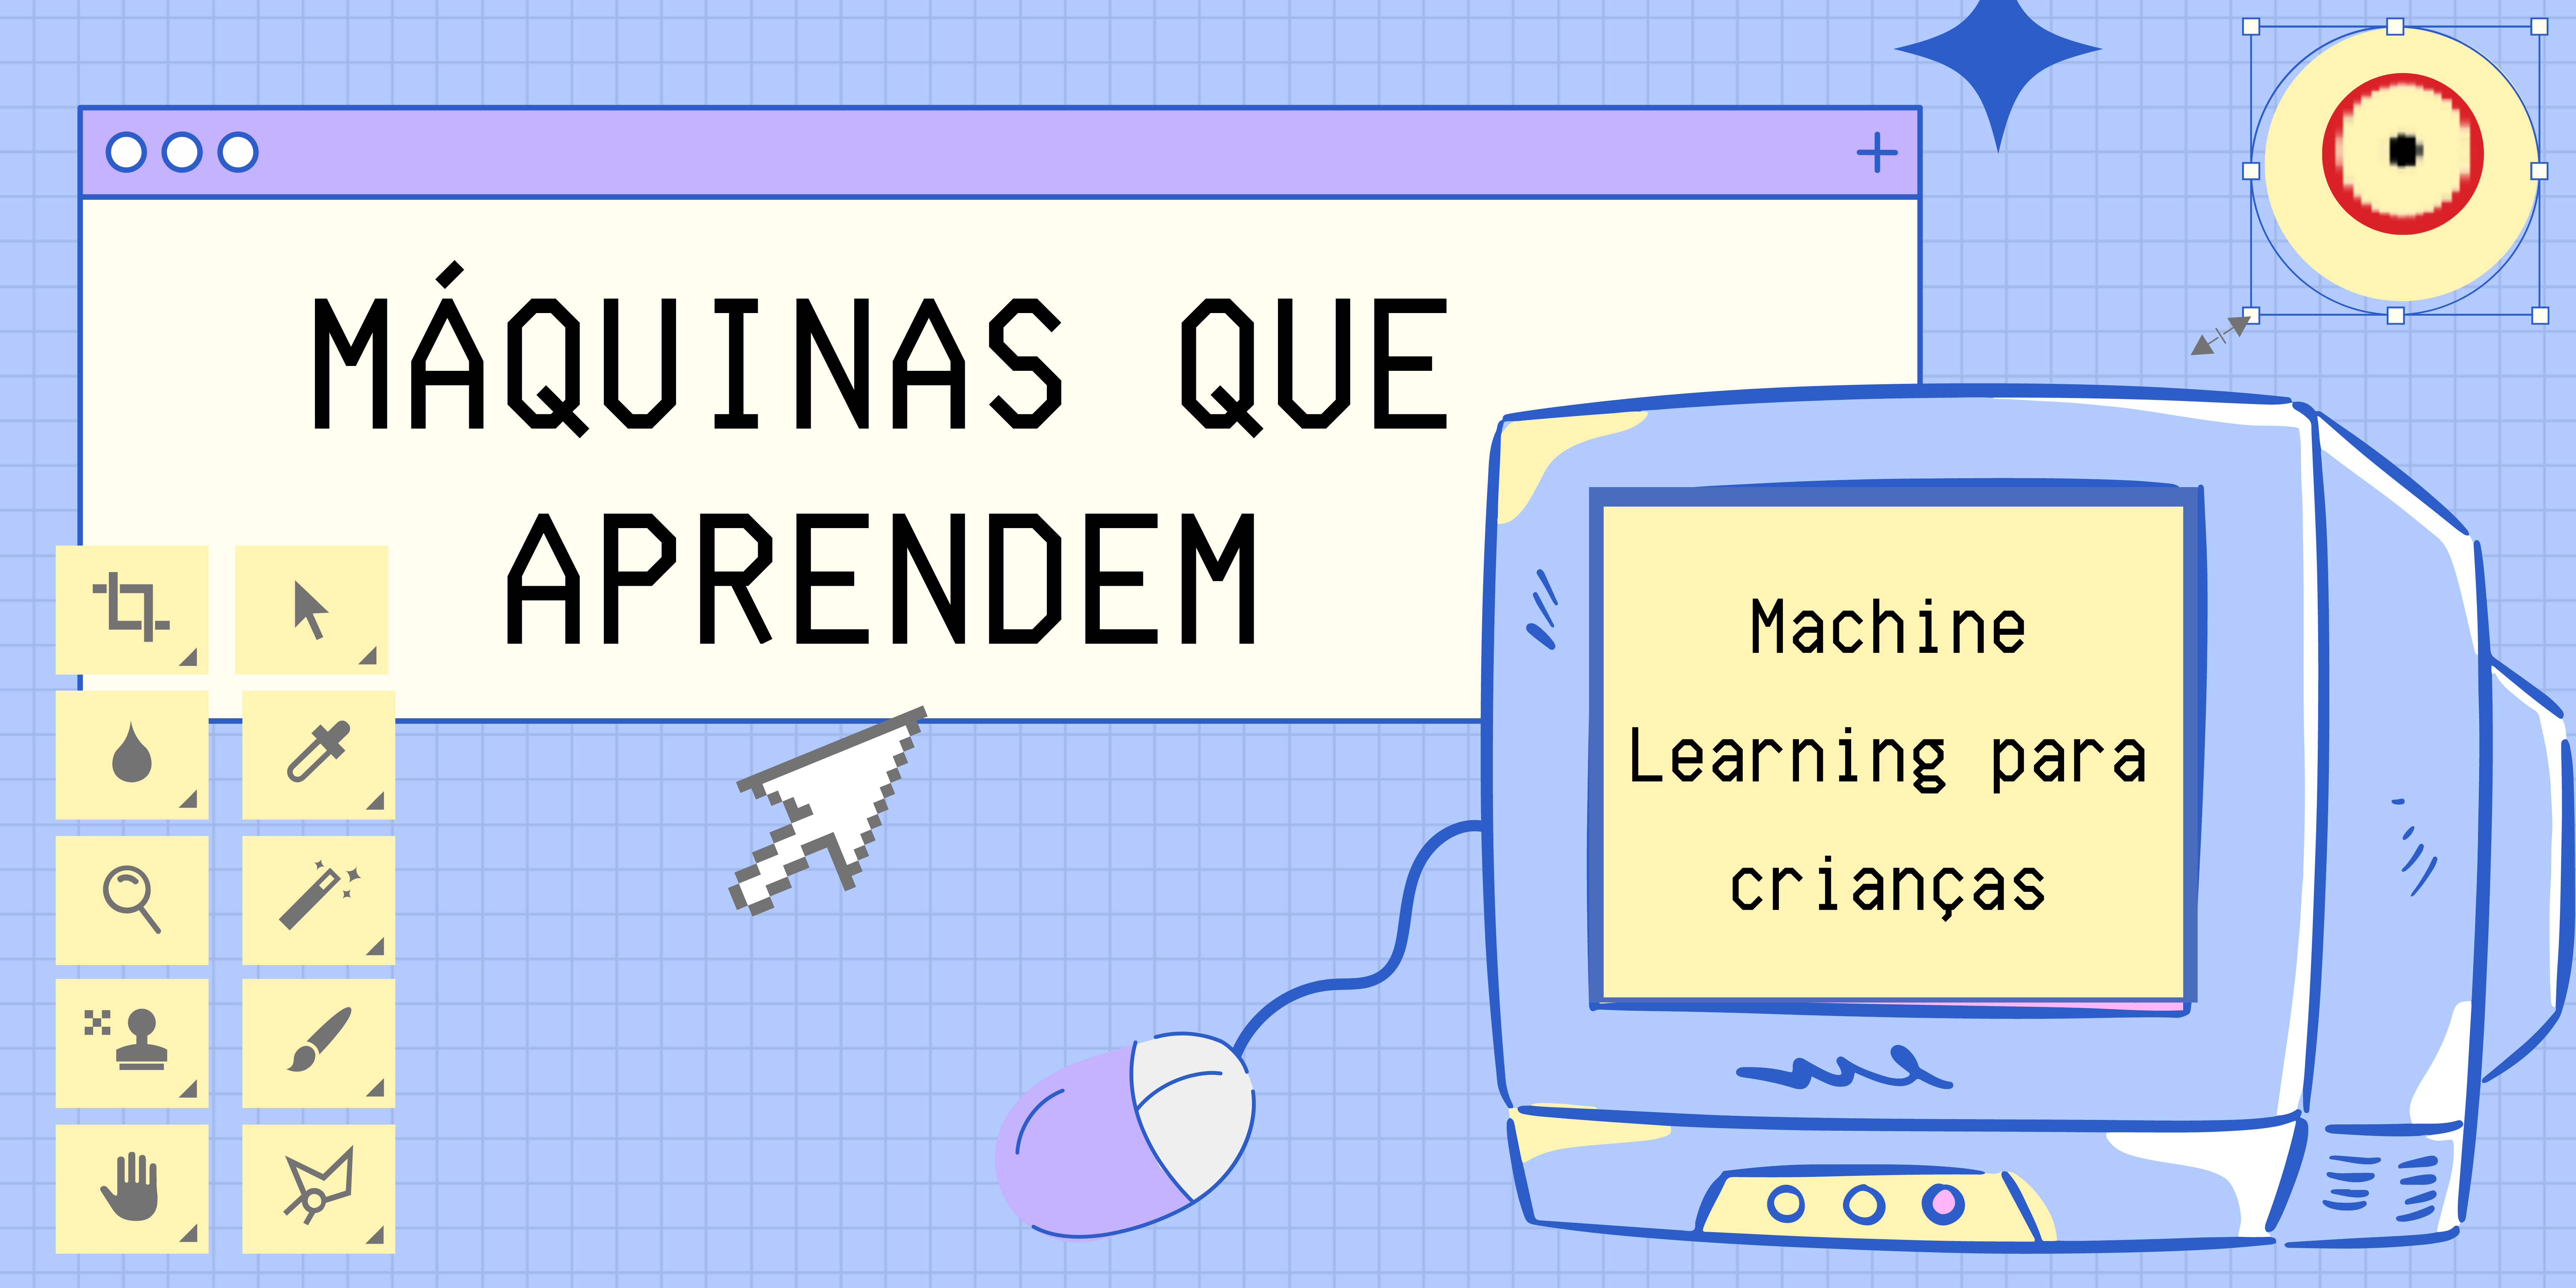 MÁQUINAS QUE
APRENDEM
Machine
Learning para
crianças